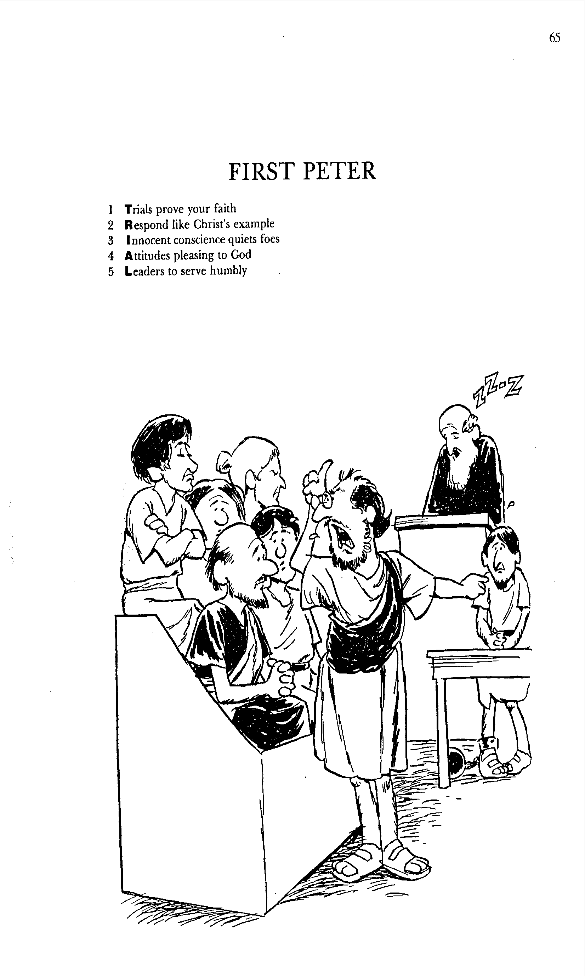 65
FIRST PETER
1 Trials prove your faith
2 Respond like Christ's example
3 Innocent conscience quiets foes
4 Attitudes pleasing to God
5 Leaders to serve humbly
ZZ-Z